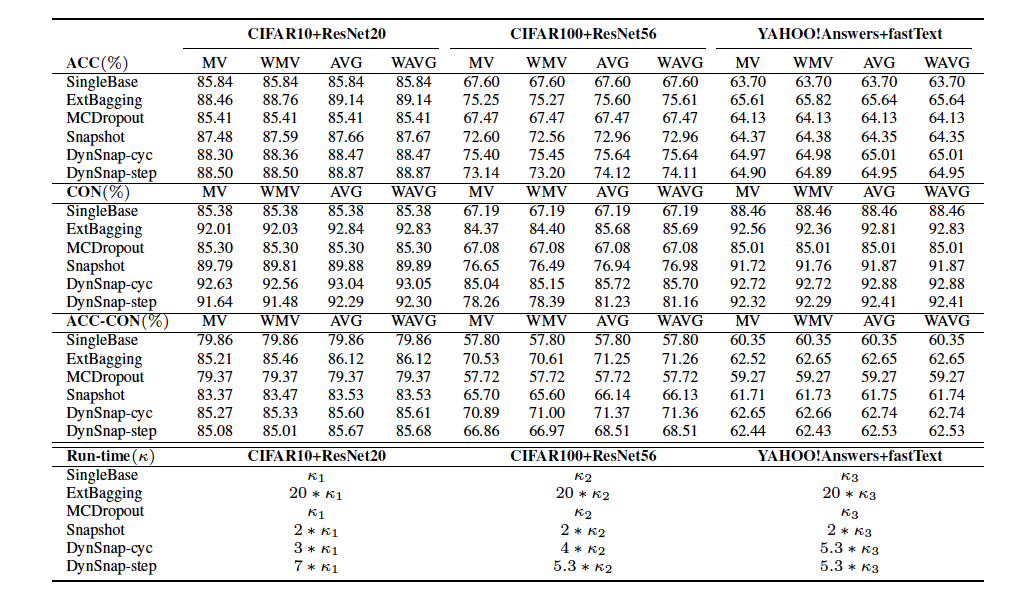 CIFAR10+ResNet20 CIFAR100+ResNet56 YAHOO!Answers+fastText
ACC(%) MV WMV AVG WAVG MV WMV AVG WAVG MV WMV AVG WAVG
SingleBase 85.84 85.84 85.84 85.84 67.60 67.60 67.60 67.60 63.70 63.70 63.70 63.70
ExtBagging 88.46 88.76 89.14 89.14 75.25 75.27 75.60 75.61 65.61 65.82 65.64 65.64
MCDropout 85.41 85.41 85.41 85.41 67.47 67.47 67.47 67.47 64.13 64.13 64.13 64.13
Snapshot 87.48 87.59 87.66 87.67 72.60 72.56 72.96 72.96 64.37 64.38 64.35 64.35
DynSnap-cyc 88.30 88.36 88.47 88.47 75.40 75.45 75.64 75.64 64.97 64.98 65.01 65.01
DynSnap-step 88.50 88.50 88.87 88.87 73.14 73.20 74.12 74.11 64.90 64.89 64.95 64.95
CON(%) MV WMV AVG WAVG MV WMV AVG WAVG MV WMV AVG WAVG
SingleBase 85.38 85.38 85.38 85.38 67.19 67.19 67.19 67.19 88.46 88.46 88.46 88.46
ExtBagging 92.01 92.03 92.84 92.83 84.37 84.40 85.68 85.69 92.56 92.36 92.81 92.83
MCDropout 85.30 85.30 85.30 85.30 67.08 67.08 67.08 67.08 85.01 85.01 85.01 85.01
Snapshot 89.79 89.81 89.88 89.89 76.65 76.49 76.94 76.98 91.72 91.76 91.87 91.87
DynSnap-cyc 92.63 92.56 93.04 93.05 85.04 85.15 85.72 85.70 92.72 92.72 92.88 92.88
DynSnap-step 91.64 91.48 92.29 92.30 78.26 78.39 81.23 81.16 92.32 92.29 92.41 92.41
ACC-CON(%) MV WMV AVG WAVG MV WMV AVG WAVG MV WMV AVG WAVG
SingleBase 79.86 79.86 79.86 79.86 57.80 57.80 57.80 57.80 60.35 60.35 60.35 60.35
ExtBagging 85.21 85.46 86.12 86.12 70.53 70.61 71.25 71.26 62.52 62.65 62.65 62.65
MCDropout 79.37 79.37 79.37 79.37 57.72 57.72 57.72 57.72 59.27 59.27 59.27 59.27
Snapshot 83.37 83.47 83.53 83.53 65.70 65.60 66.14 66.13 61.71 61.73 61.75 61.74
DynSnap-cyc 85.27 85.33 85.60 85.61 70.89 71.00 71.37 71.36 62.65 62.66 62.74 62.74
DynSnap-step 85.08 85.01 85.67 85.68 66.86 66.97 68.51 68.51 62.44 62.43 62.53 62.53
Run-time(κ) CIFAR10+ResNet20 CIFAR100+ResNet56 YAHOO!Answers+fastText
SingleBase κ₁ κ₂ κ₃
ExtBagging 20 * κ₁ 20 * κ₂ 20 * κ₃
MCDropout κ₁ κ₂ κ₃
Snapshot 2 * κ₁ 2 * κ₂ 2 * κ₃
DynSnap-cyc 3 * κ₁ 4 * κ₂ 5.3 * κ₃
DynSnap-step 7 * κ₁ 5.3 * κ₂ 5.3 * κ₃